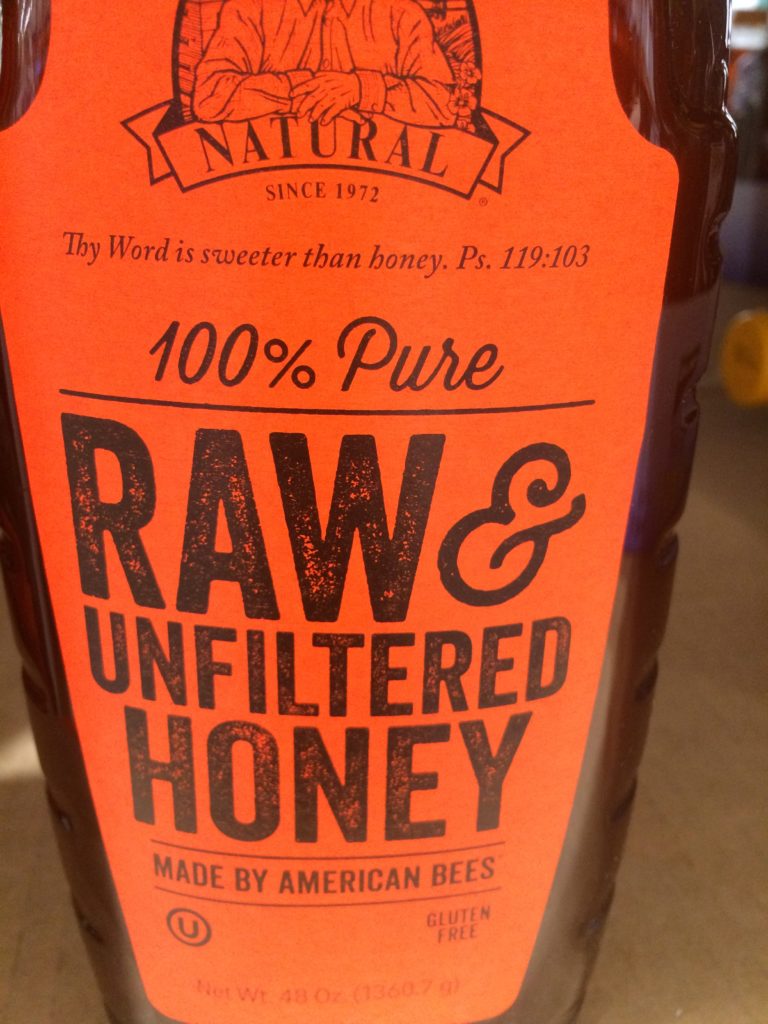 NATURAL
SINCE 1972
®
Thy Word is sweeter than honey. Ps. 119:103
100% Pure
RAW &
UNFILTERED
HONEY
MADE BY AMERICAN BEES
U
GLUTEN
FREE
Net Wt. 48 Oz. (1360.7 g)